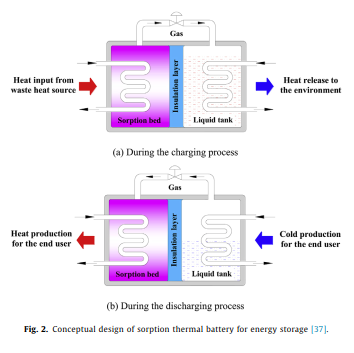 Gas
Heat input from
waste heat source
Heat release to
the environment
Insulation layer
Sorption bed
Liquid tank
(a) During the charging process
Gas
Heat production
for the end user
Cold production
for the end user
Insulation layer
Sorption bed
Liquid tank
(b) During the discharging process
Fig. 2. Conceptual design of sorption thermal battery for energy storage [37].